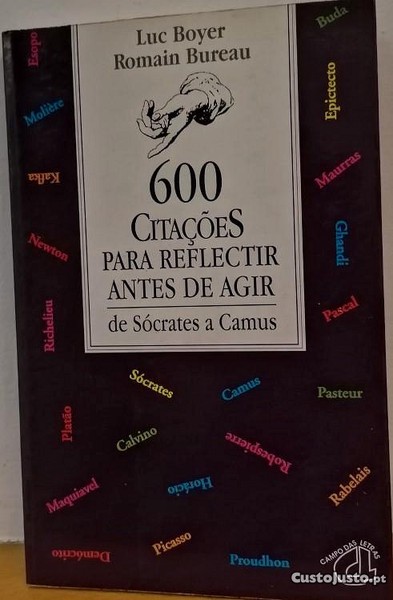 Luc Boyer
Romain Bureau
600
CITAÇÕES
PARA REFLECTIR
ANTES DE AGIR
de Sócrates a Camus
Esopo
Buda
Molière
Epictecto
Kafka
Maurras
Newton
Ghandi
Richelieu
Pascal
Sócrates
Camus
Pasteur
Platão
Calvino
Robespierre
Maquiavel
Horácio
Rabelais
Demócrito
Picasso
Proudhon
CAMPO DAS LETRAS
CustoJusto.pt